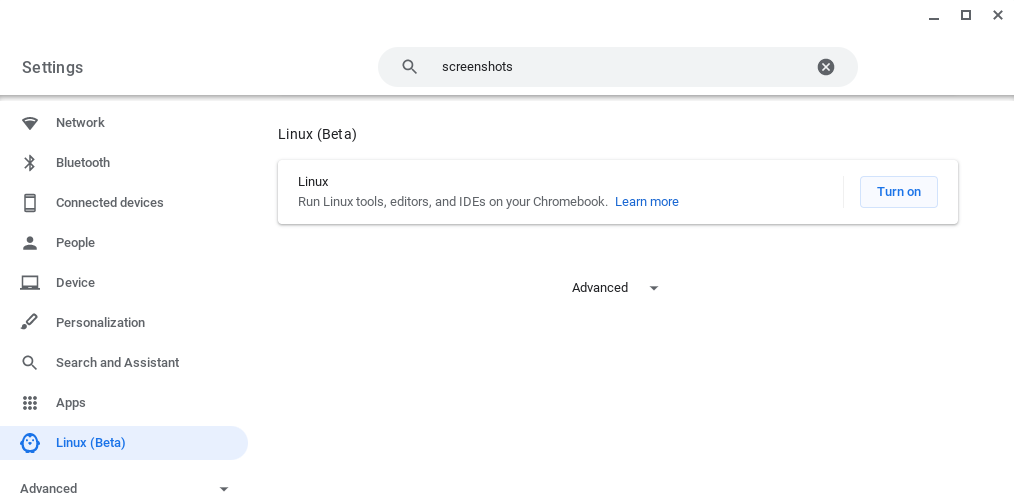 Settings
screenshots
Network
Bluetooth
Connected devices
People
Device
Personalization
Search and Assistant
Apps
Linux (Beta)
Advanced
Linux (Beta)
Linux
Run Linux tools, editors, and IDEs on your Chromebook. Learn more
Turn on
Advanced